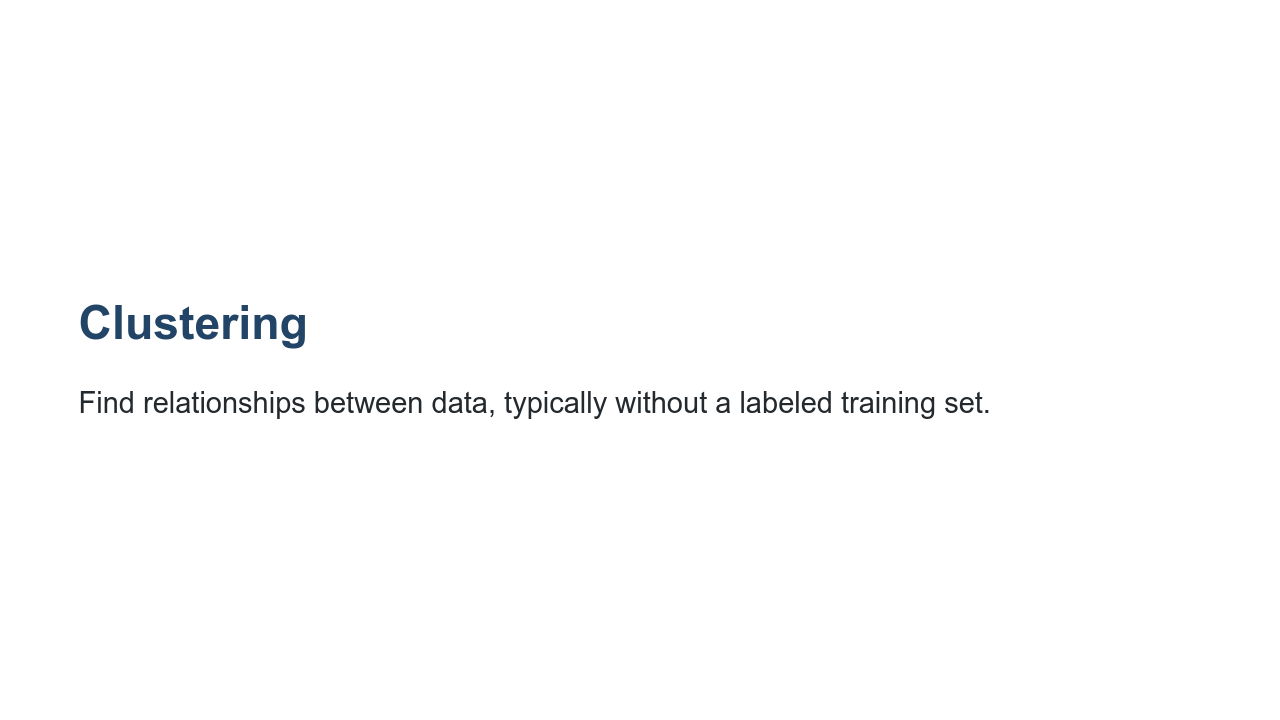 Clustering
Find relationships between data, typically without a labeled training set.